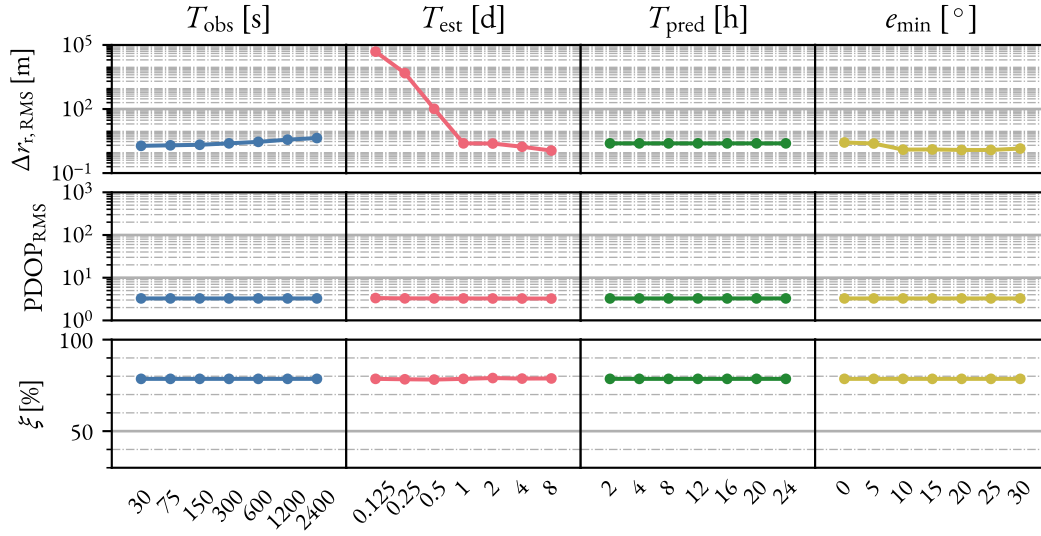 T_obs [s] T_est [d] T_pred [h] e_min [°]
Δr_r,RMS [m]
10^5
10^2
10^−1
PDOP_RMS
10^3
10^2
10^1
10^0
ξ [%]
100
50
30 75 150 300 600 1200 2400 0.125 0.25 0.5 1 2 4 8 2 4 8 12 16 20 24 0 5 10 15 20 25 30